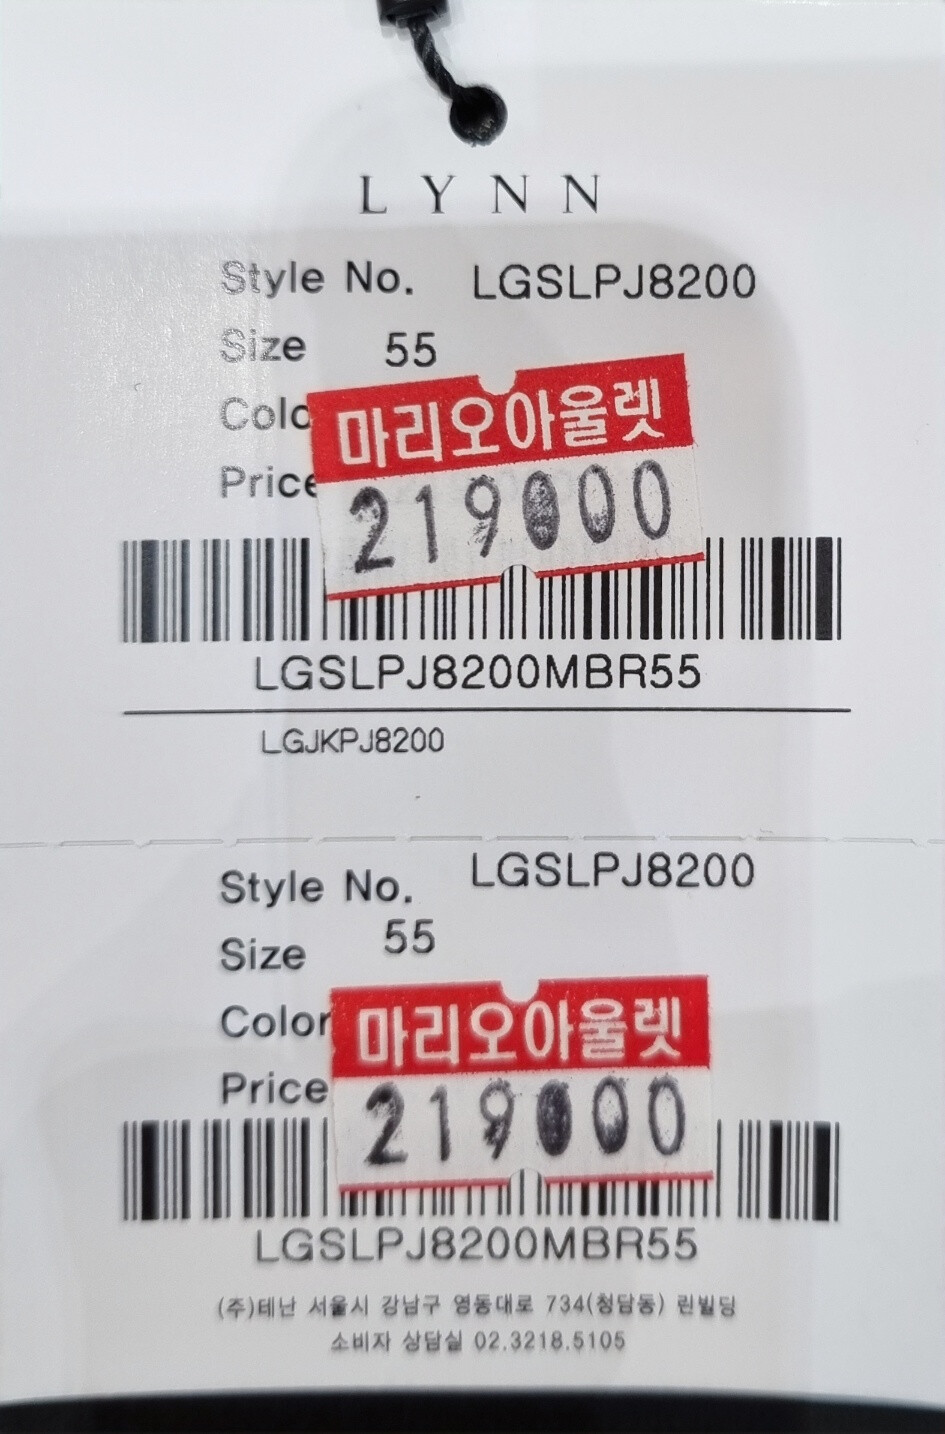 LYNN
Style No. LGSLPJ8200
Size 55
마리오아울렛
219000
LGSLPJ8200MBR55
LGJKPJ8200
Style No. LGSLPJ8200
Size 55
Color
마리오아울렛
Price
219000
LGSLPJ8200MBR55
(주)테난 서울시 강남구 영동대로 734(청담동) 린빌딩
소비자 상담실 02.3218.5105